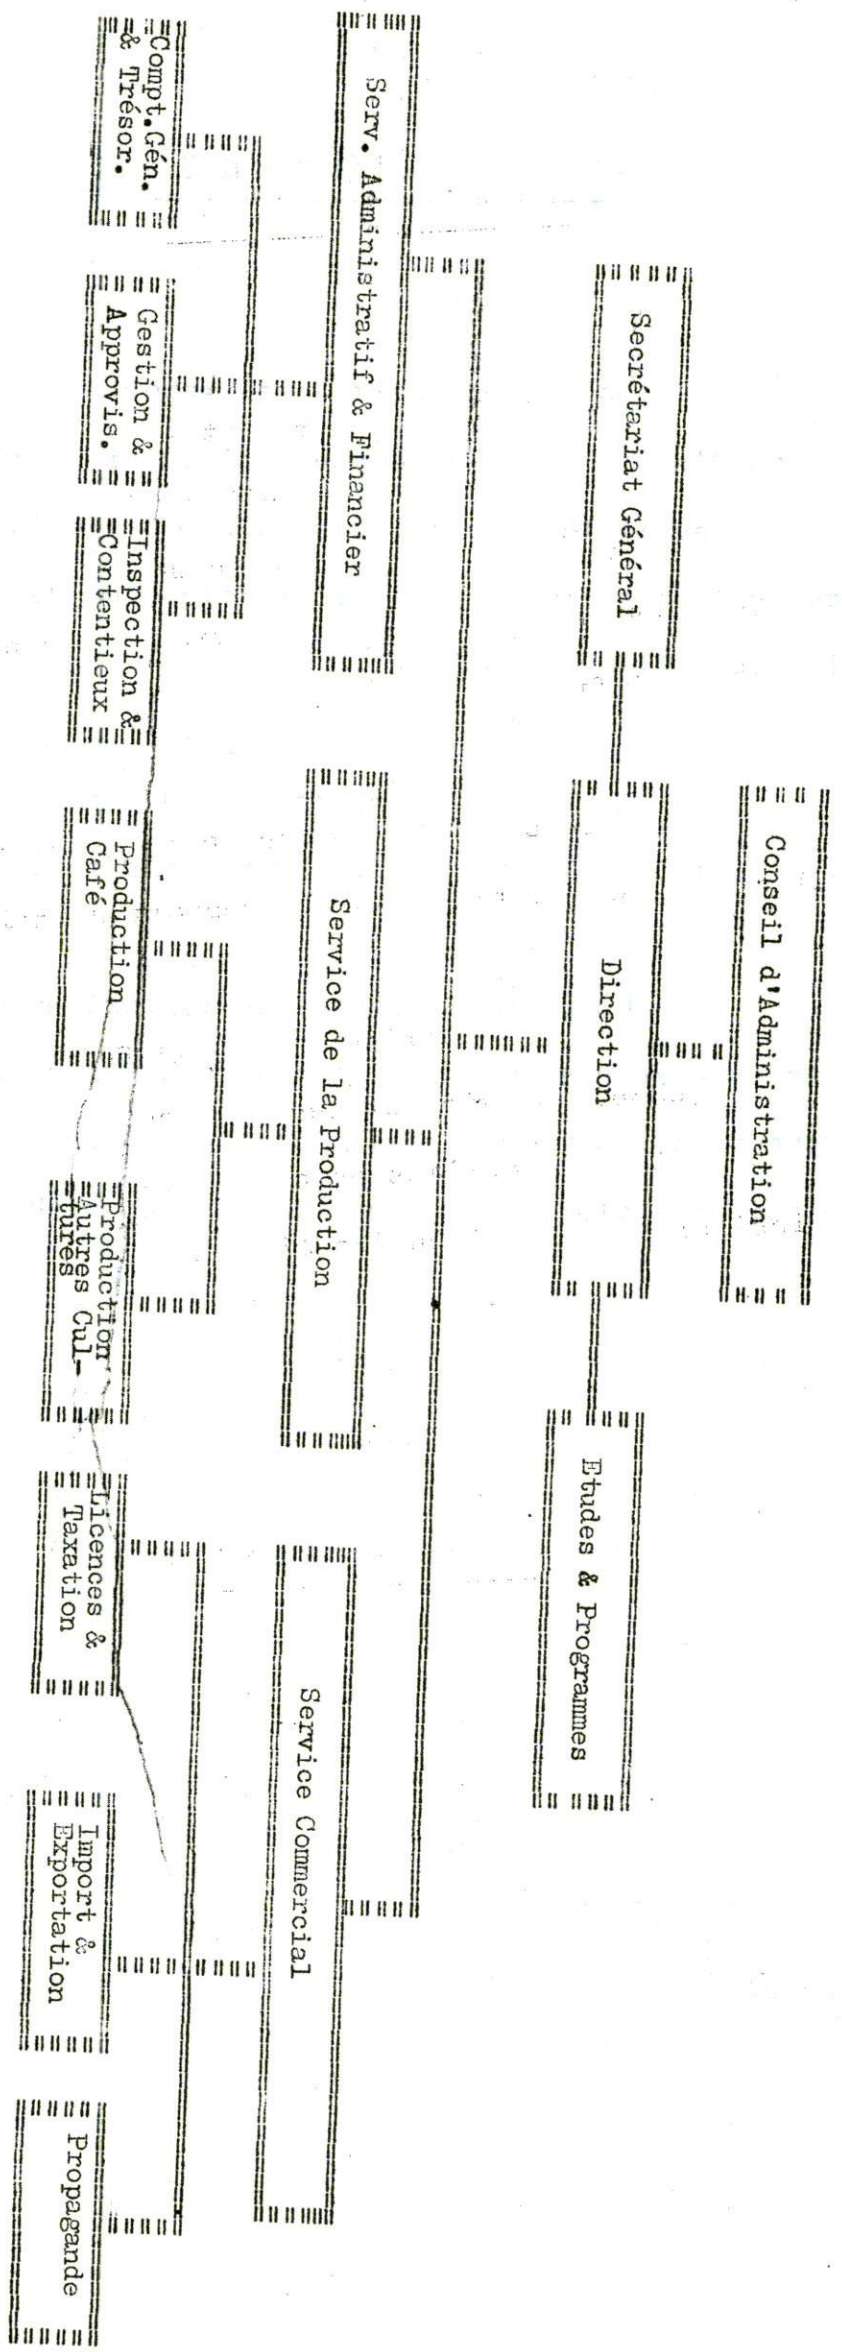 Conseil d'Administration
Secrétariat Général
Direction
Etudes & Programmes
Serv. Administratif & Financier
Service de la Production
Service Commercial
Compt.Gén.
& Trésor.
Gestion &
Approvis.
Inspection &
Contentieux
Production
Café
Production
Autres Cul-
tures
Licences &
Taxation
Import &
Exportation
Propagande